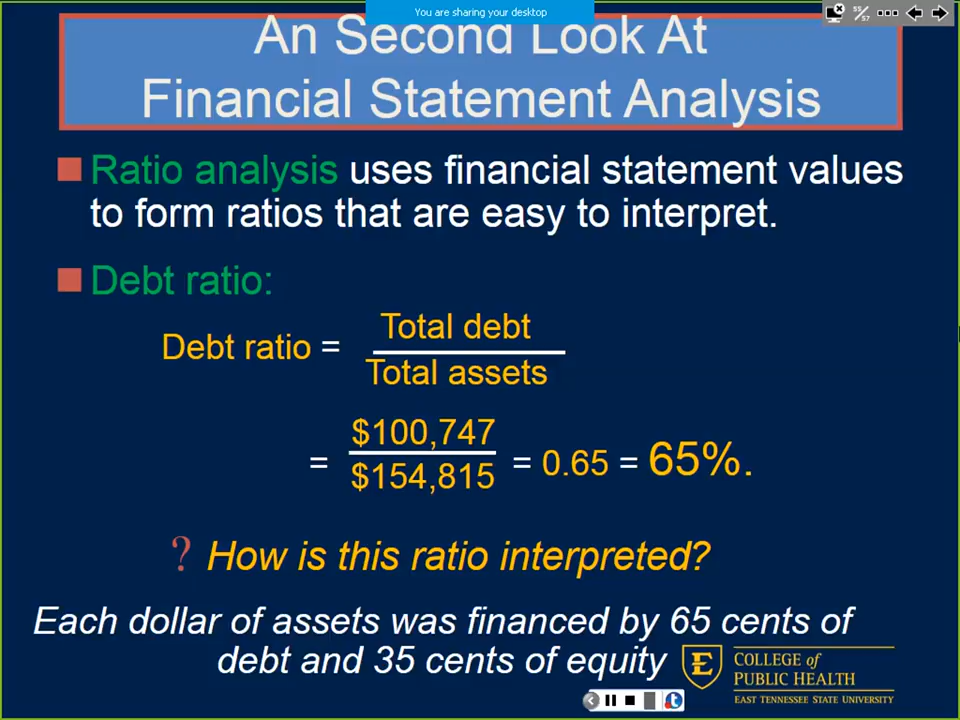 You are sharing your desktop
55/57
An Second Look At
Financial Statement Analysis
Ratio analysis uses financial statement values
to form ratios that are easy to interpret.
Debt ratio:
Debt ratio = Total debt
Total assets
= $100,747 = 0.65 = 65%.
$154,815
? How is this ratio interpreted?
Each dollar of assets was financed by 65 cents of
debt and 35 cents of equity
E
COLLEGE of
PUBLIC HEALTH
EAST TENNESSEE STATE UNIVERSITY